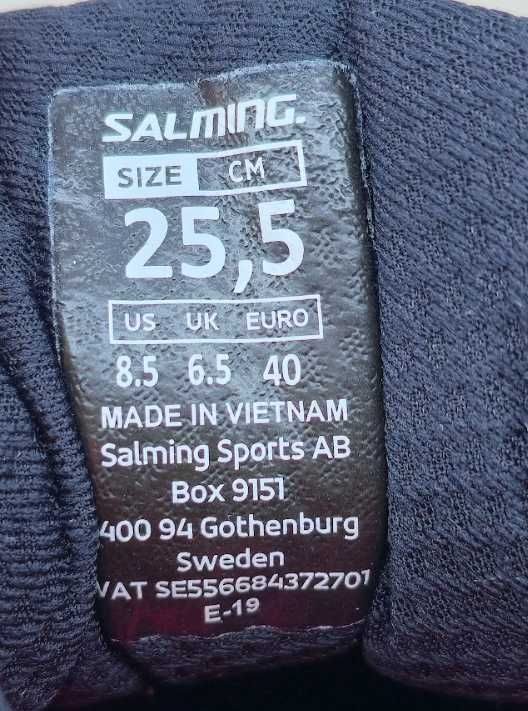 SALMING.
SIZE CM
25,5
US UK EURO
8.5 6.5 40
MADE IN VIETNAM
Salming Sports AB
Box 9151
400 94 Gothenburg
Sweden
VAT SE556684372701
E-19